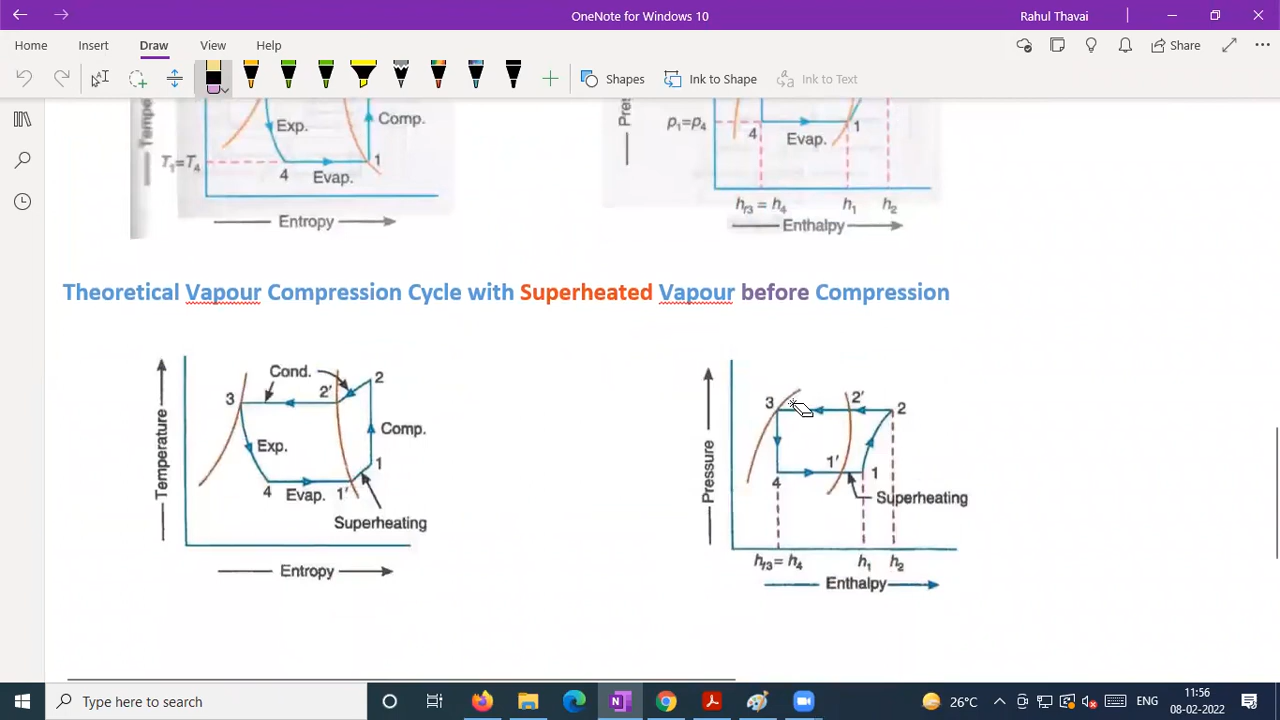 OneNote for Windows 10
Rahul Thavai
Home Insert Draw View Help
Share
Shapes
Ink to Shape
Ink to Text
Exp.
Comp.
T₁=T₄
1
4
Evap.
Entropy
p₁=p₄
4
1
Evap.
h_f3 = h₄
h₁
h₂
Enthalpy
Theoretical Vapour Compression Cycle with Superheated Vapour before Compression
Temperature
Cond.
3
2'
2
Exp.
Comp.
1
4
Evap.
1'
Superheating
Entropy
Pressure
3
2'
2
4
1'
1
Superheating
h_f3 = h₄
h₁
h₂
Enthalpy
Type here to search
26°C
ENG
11:56
08-02-2022